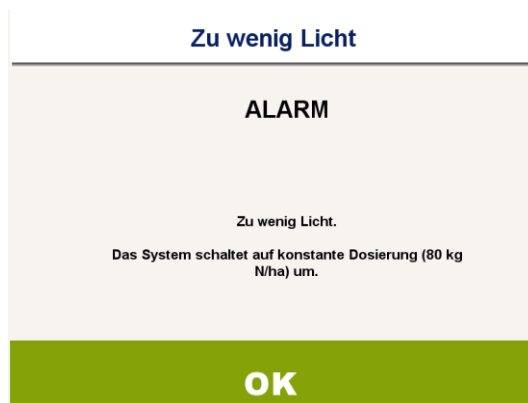 Zu wenig Licht
ALARM
Zu wenig Licht.
Das System schaltet auf konstante Dosierung (80 kg
N/ha) um.
OK